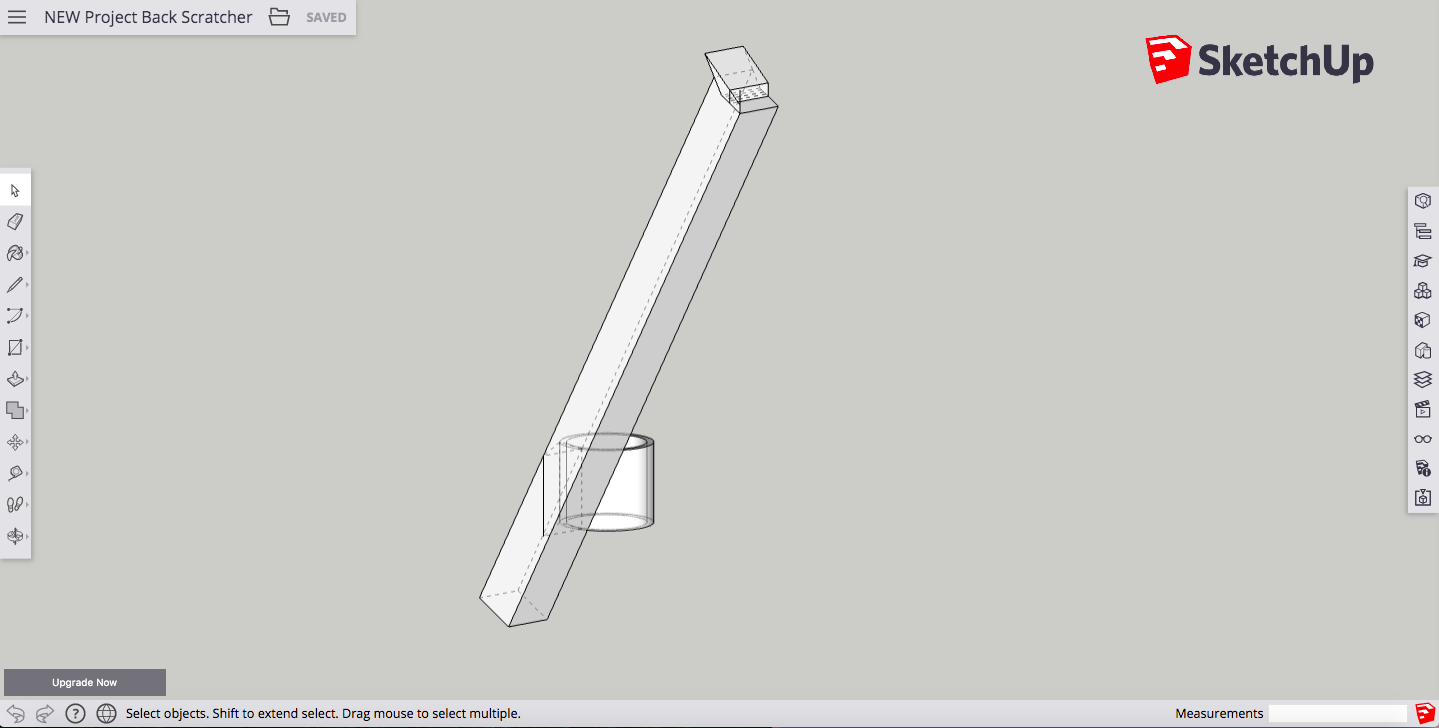 NEW Project Back Scratcher
SAVED
SketchUp
Upgrade Now
Select objects. Shift to extend select. Drag mouse to select multiple.
Measurements